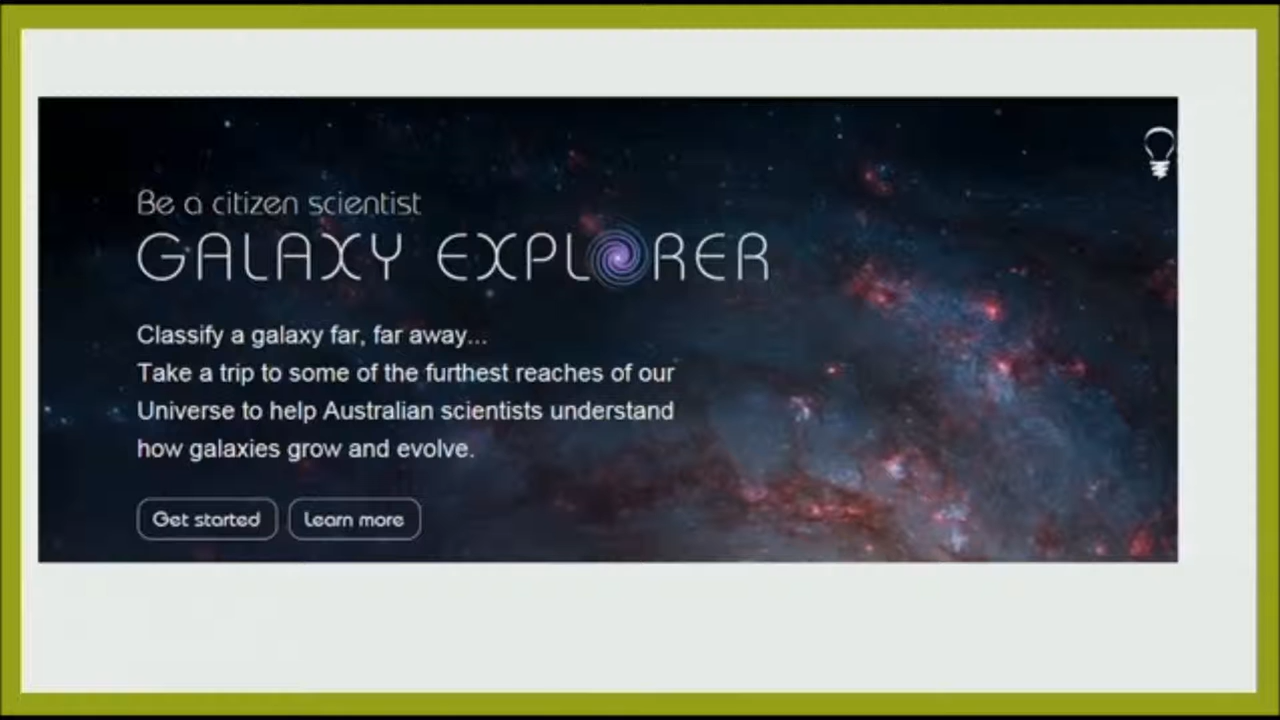 Be a citizen scientist
GALAXY EXPLORER
Classify a galaxy far, far away...
Take a trip to some of the furthest reaches of our
Universe to help Australian scientists understand
how galaxies grow and evolve.
Get started Learn more